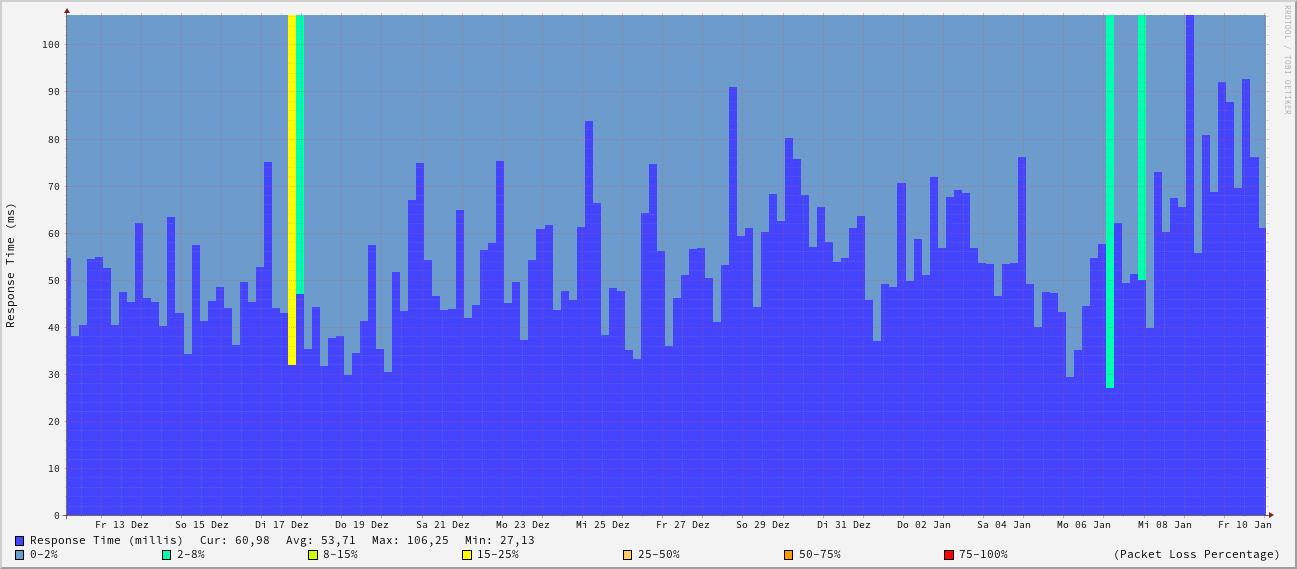 RRDTOOL / TOBI OETIKER
Response Time (ms)
100
90
80
70
60
50
40
30
20
10
0
Fr 13 Dez So 15 Dez Di 17 Dez Do 19 Dez Sa 21 Dez Mo 23 Dez Mi 25 Dez Fr 27 Dez So 29 Dez Di 31 Dez Do 02 Jan Sa 04 Jan Mo 06 Jan Mi 08 Jan Fr 10 Jan
Response Time (millis) Cur: 60,98 Avg: 53,71 Max: 106,25 Min: 27,13
0-2% 2-8% 8-15% 15-25% 25-50% 50-75% 75-100% (Packet Loss Percentage)